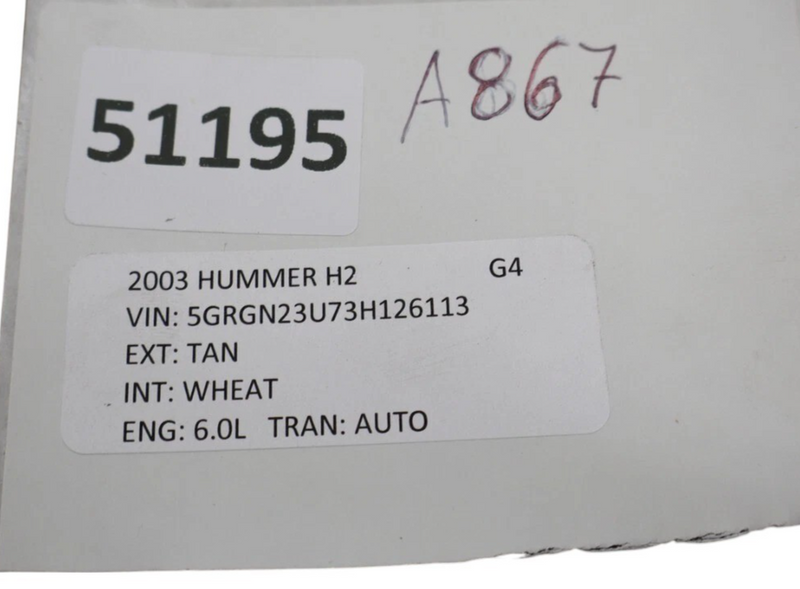 51195
A867
2003 HUMMER H2 G4
VIN: 5GRGN23U73H126113
EXT: TAN
INT: WHEAT
ENG: 6.0L TRAN: AUTO